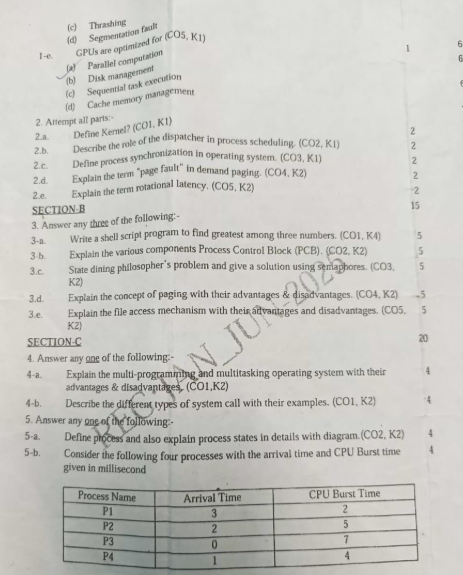 (c) Thrashing
(d) Segmentation fault
1-e. GPUs are optimized for (CO5, K1) 1
(a) Parallel computation
(b) Disk management
(c) Sequential task execution
(d) Cache memory management
2. Attempt all parts:-
2.a. Define Kernel? (CO1, K1) 2
2.b. Describe the role of the dispatcher in process scheduling. (CO2, K1) 2
2.c. Define process synchronization in operating system. (CO3, K1) 2
2.d. Explain the term "page fault" in demand paging. (CO4, K2) 2
2.e. Explain the term rotational latency. (CO5, K2) 2
SECTION-B 15
3. Answer any three of the following:-
3-a. Write a shell script program to find greatest among three numbers. (CO1, K4) 5
3-b. Explain the various components Process Control Block (PCB). (CO2, K2) 5
3.c. State dining philosopher's problem and give a solution using semaphores. (CO3, 5
K2)
3.d. Explain the concept of paging with their advantages & disadvantages. (CO4, K2) 5
3.e. Explain the file access mechanism with their advantages and disadvantages. (CO5, 5
K2)
SECTION-C 20
4. Answer any one of the following:-
4-a. Explain the multi-programming and multitasking operating system with their 4
advantages & disadvantages. (CO1,K2)
4-b. Describe the different types of system call with their examples. (CO1, K2) 4
5. Answer any one of the following:-
5-a. Define process and also explain process states in details with diagram. (CO2, K2) 4
5-b. Consider the following four processes with the arrival time and CPU Burst time 4
given in millisecond
Process Name Arrival Time CPU Burst Time
P1 3 2
P2 2 5
P3 0 7
P4 1 4
JAN_JUN-2025